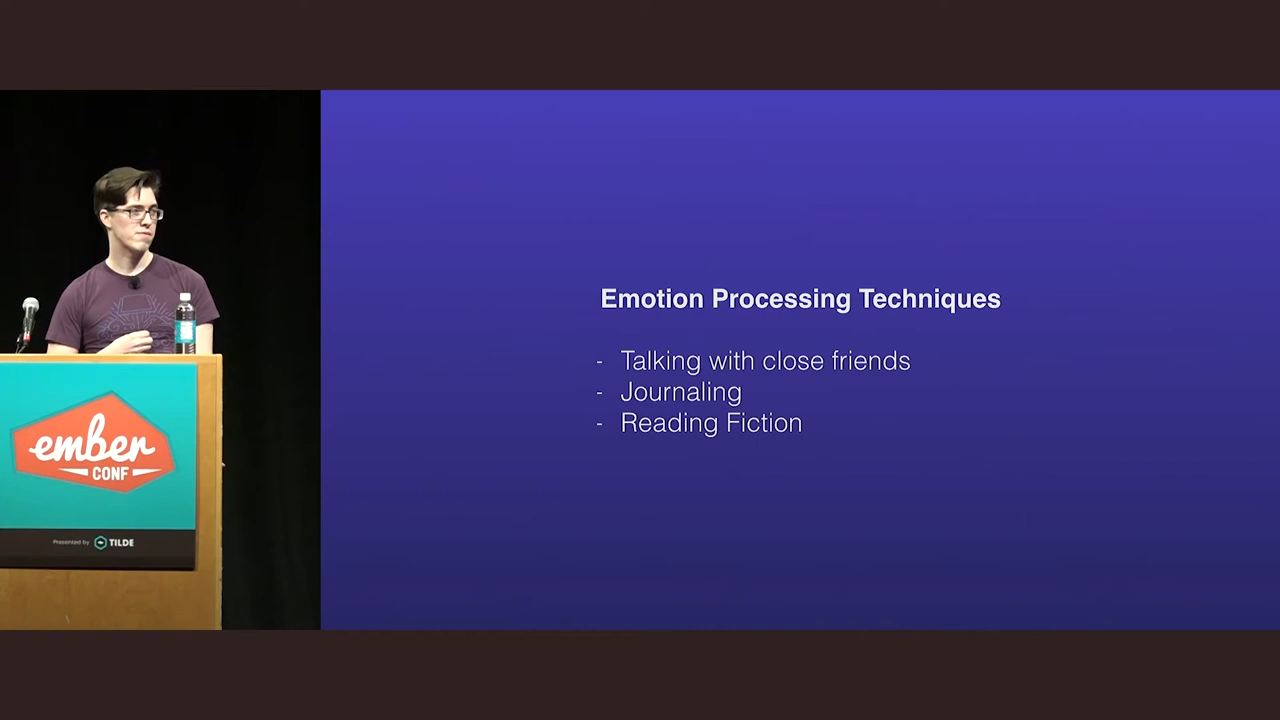 Emotion Processing Techniques
- Talking with close friends
- Journaling
- Reading Fiction
ember
CONF
Presented by TILDE